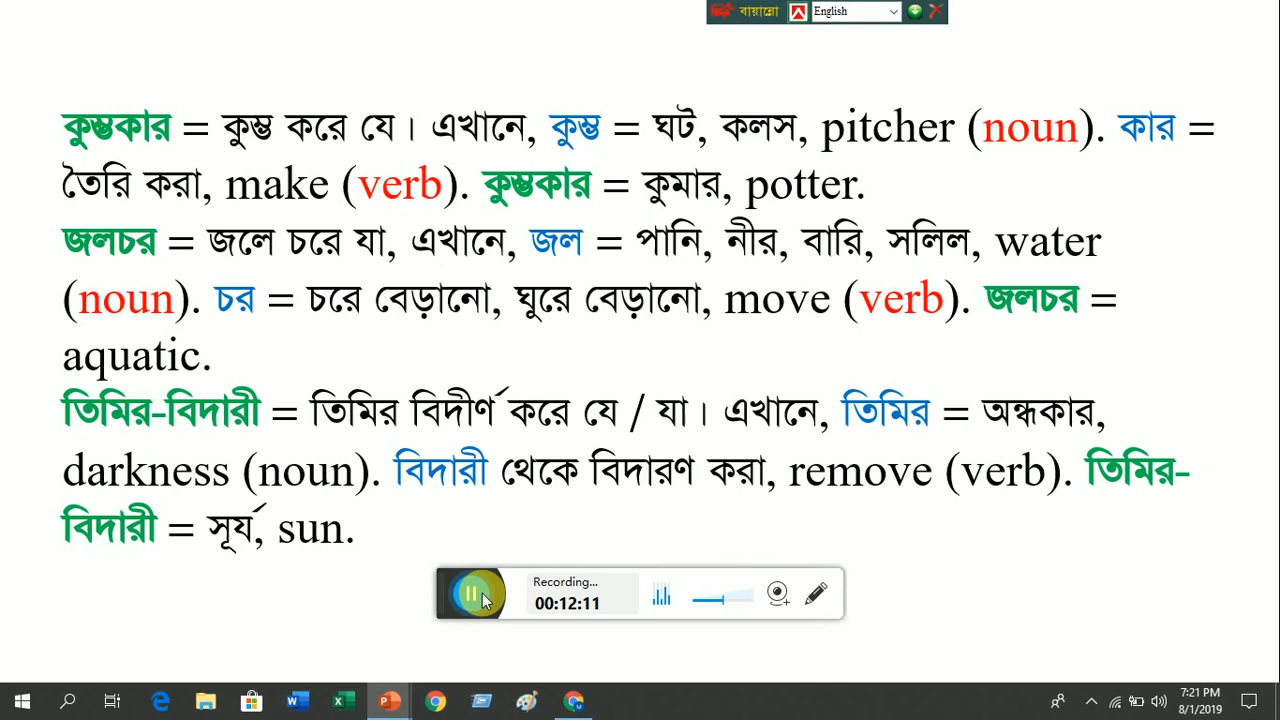 বায়ান্নো English
কুম্ভকার = কুম্ভ করে যে। এখানে, কুম্ভ = ঘট, কলস, pitcher (noun). কার =
তৈরি করা, make (verb). কুম্ভকার = কুমার, potter.
জলচর = জলে চরে যা, এখানে, জল = পানি, নীর, বারি, সলিল, water
(noun). চর = চরে বেড়ানো, ঘুরে বেড়ানো, move (verb). জলচর =
aquatic.
তিমির-বিদারী = তিমির বিদীর্ণ করে যে / যা। এখানে, তিমির = অন্ধকার,
darkness (noun). বিদারী থেকে বিদারণ করা, remove (verb). তিমির-
বিদারী = সূর্য, sun.
Recording...
00:12:11
7:21 PM
8/1/2019